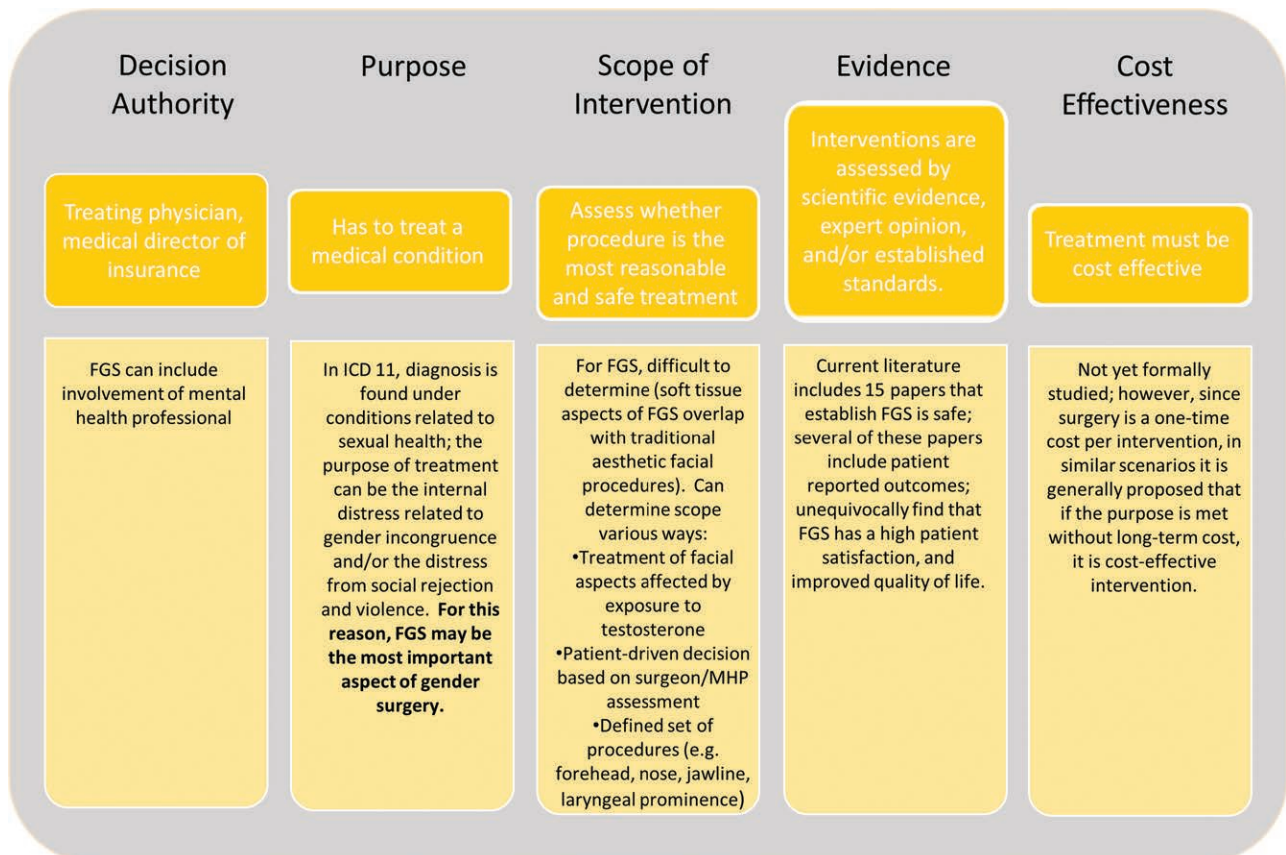 Decision
Authority
Purpose
Scope of
Intervention
Evidence
Cost
Effectiveness
Treating physician,
medical director of
insurance
Has to treat a
medical condition
Assess whether
procedure is the
most reasonable
and safe treatment
Interventions are
assessed by
scientific evidence,
expert opinion,
and/or established
standards.
Treatment must be
cost effective
FGS can include
involvement of mental
health professional
In ICD 11, diagnosis is
found under
conditions related to
sexual health; the
purpose of treatment
can be the internal
distress related to
gender incongruence
and/or the distress
from social rejection
and violence. For this
reason, FGS may be
the most important
aspect of gender
surgery.
For FGS, difficult to
determine (soft tissue
aspects of FGS overlap
with traditional
aesthetic facial
procedures). Can
determine scope
various ways:
•Treatment of facial
aspects affected by
exposure to
testosterone
•Patient-driven decision
based on surgeon/MHP
assessment
•Defined set of
procedures (e.g.
forehead, nose, jawline,
laryngeal prominence)
Current literature
includes 15 papers that
establish FGS is safe;
several of these papers
include patient
reported outcomes;
unequivocally find that
FGS has a high patient
satisfaction, and
improved quality of life.
Not yet formally
studied; however, since
surgery is a one-time
cost per intervention, in
similar scenarios it is
generally proposed that
if the purpose is met
without long-term cost,
it is cost-effective
intervention.